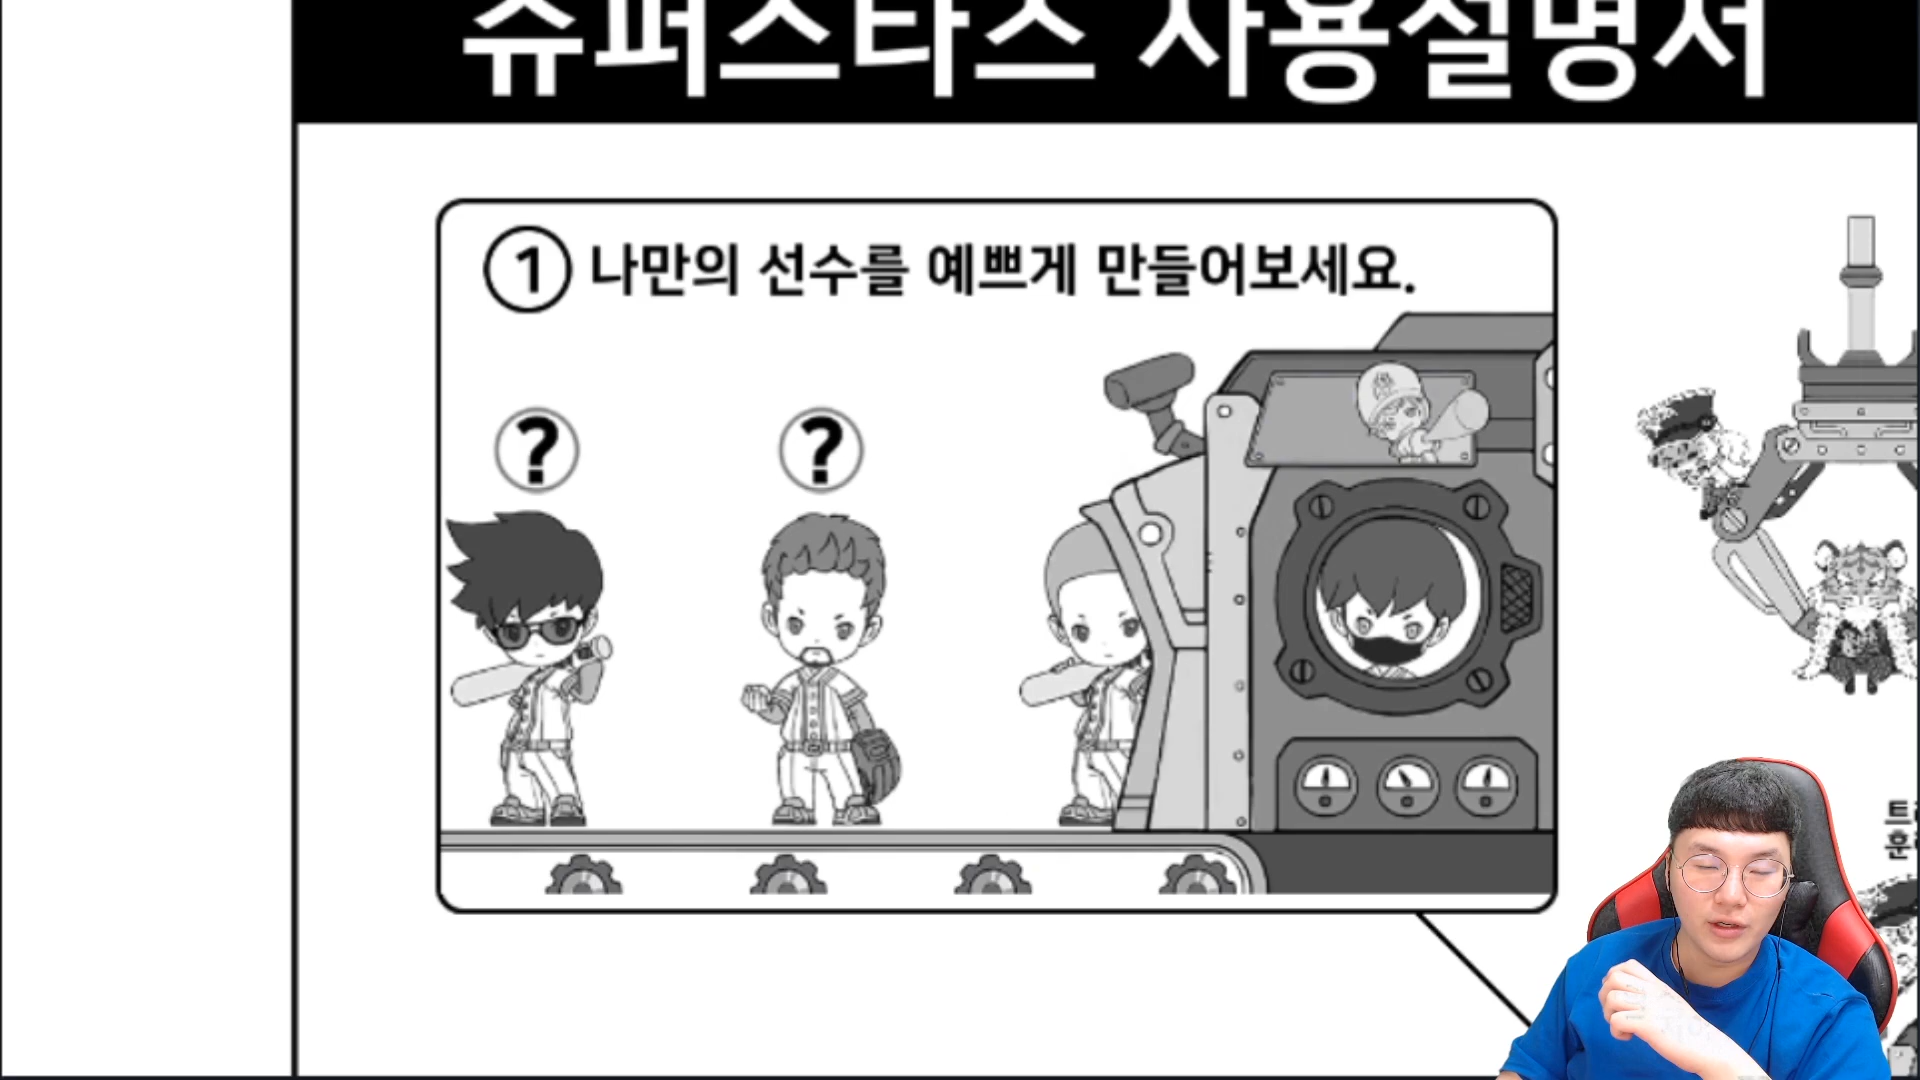 슈퍼스타즈 사용설명서
1 나만의 선수를 예쁘게 만들어보세요.
?
?